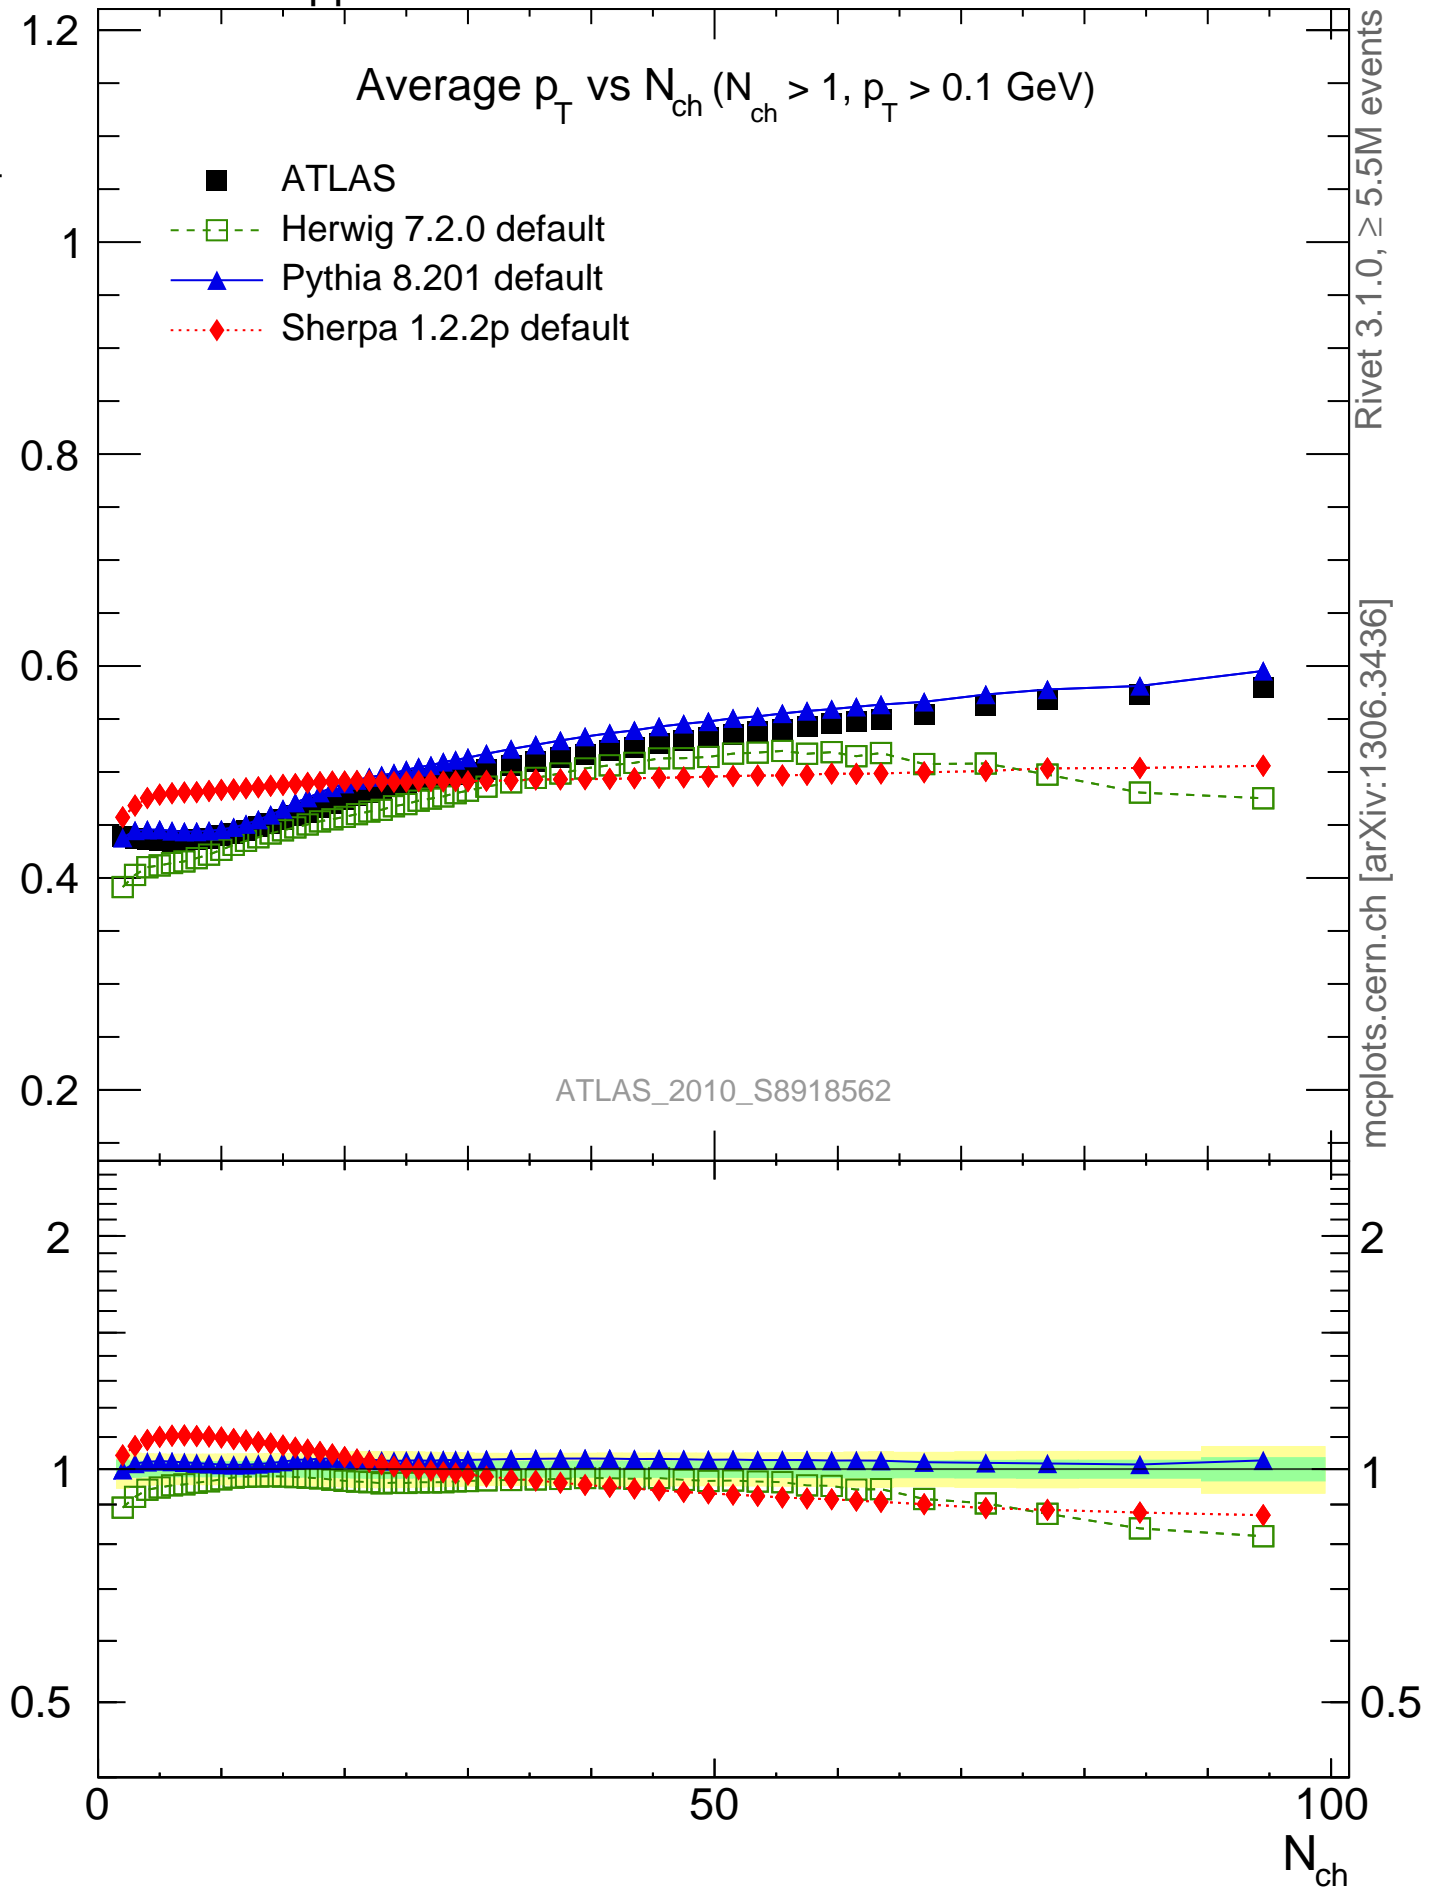 Average p_T vs N_ch (N_ch > 1, p_T > 0.1 GeV)
ATLAS
Herwig 7.2.0 default
Pythia 8.201 default
Sherpa 1.2.2p default
1.2
1
0.8
0.6
0.4
0.2
ATLAS_2010_S8918562
Rivet 3.1.0, ≥ 5.5M events
mcplots.cern.ch [arXiv:1306.3436]
2
1
0.5
2
1
0.5
0
50
100
N_ch